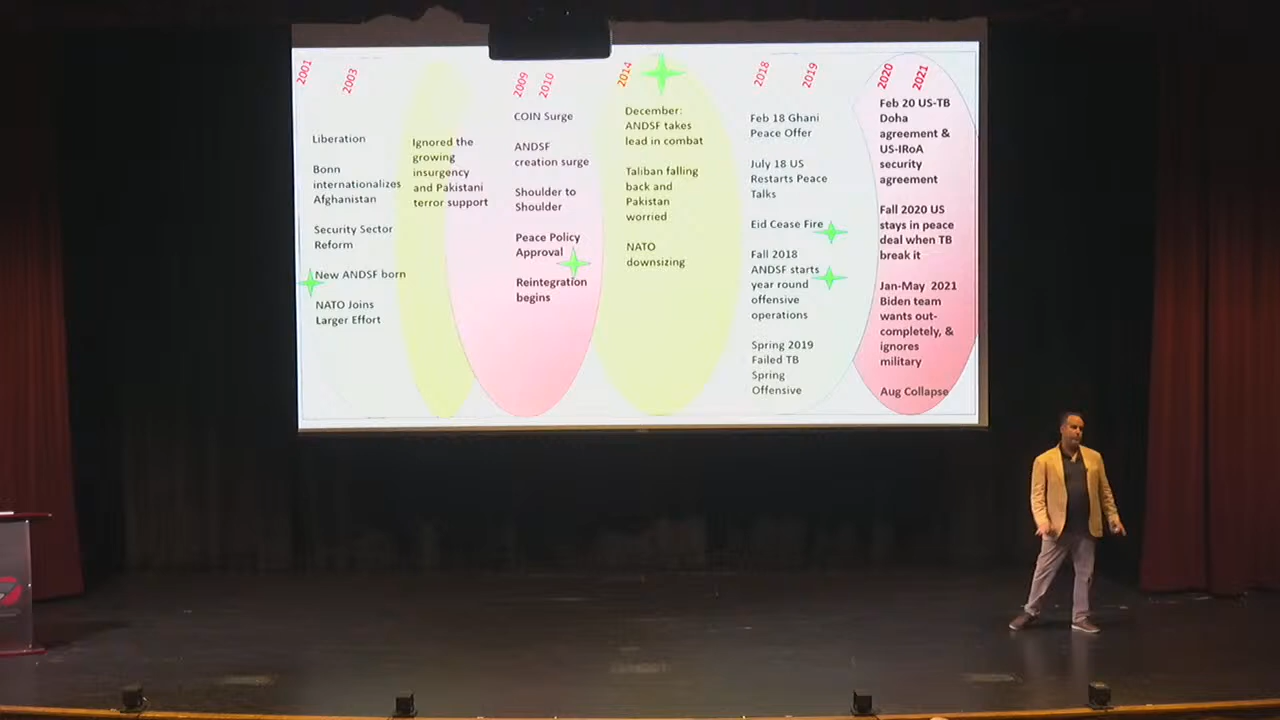 2001
2003
Liberation
Bonn
internationalizes
Afghanistan
Security Sector
Reform
New ANDSF born
NATO Joins
Larger Effort
Ignored the
growing
insurgency
and Pakistani
terror support
2009
2010
COIN Surge
ANDSF
creation surge
Shoulder to
Shoulder
Peace Policy
Approval
Reintegration
begins
2014
December:
ANDSF takes
lead in combat
Taliban falling
back and
Pakistan
worried
NATO
downsizing
2018
2019
Feb 18 Ghani
Peace Offer
July 18 US
Restarts Peace
Talks
Eid Cease Fire
Fall 2018
ANDSF starts
year round
offensive
operations
Spring 2019
Failed TB
Spring
Offensive
2020
2021
Feb 20 US-TB
Doha
agreement &
US-IRoA
security
agreement
Fall 2020 US
stays in peace
deal when TB
break it
Jan-May 2021
Biden team
wants out-
completely, &
ignores
military
Aug Collapse